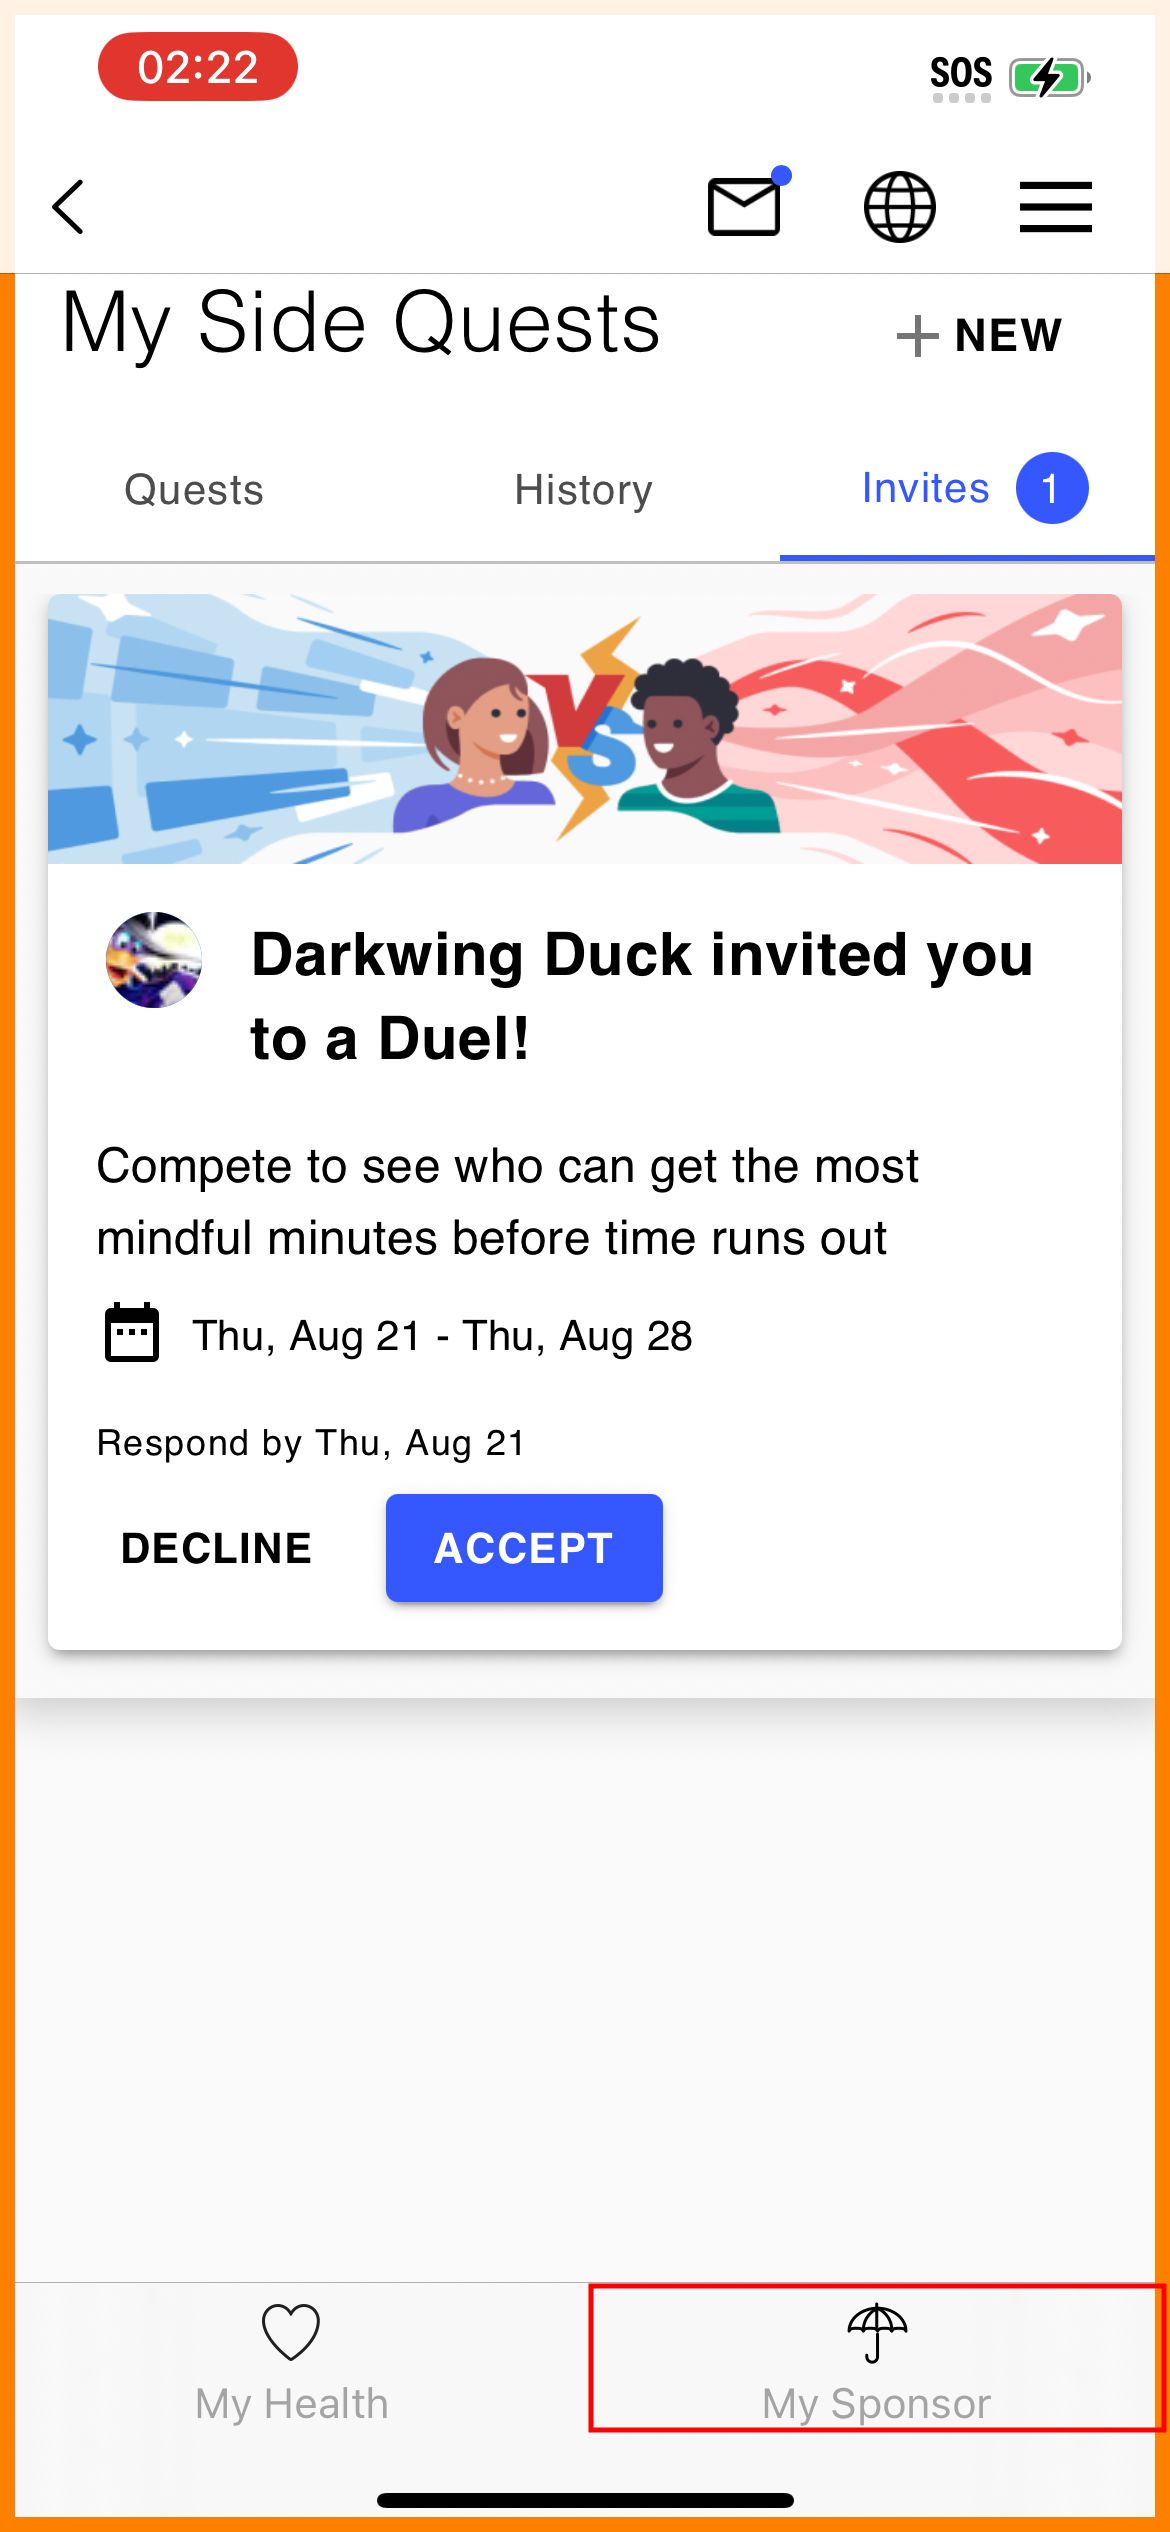 02:22
SOS
My Side Quests
NEW
Quests
History
Invites
1
VS
Darkwing Duck invited you
to a Duel!
Compete to see who can get the most
mindful minutes before time runs out
Thu, Aug 21 - Thu, Aug 28
Respond by Thu, Aug 21
DECLINE
ACCEPT
My Health
My Sponsor